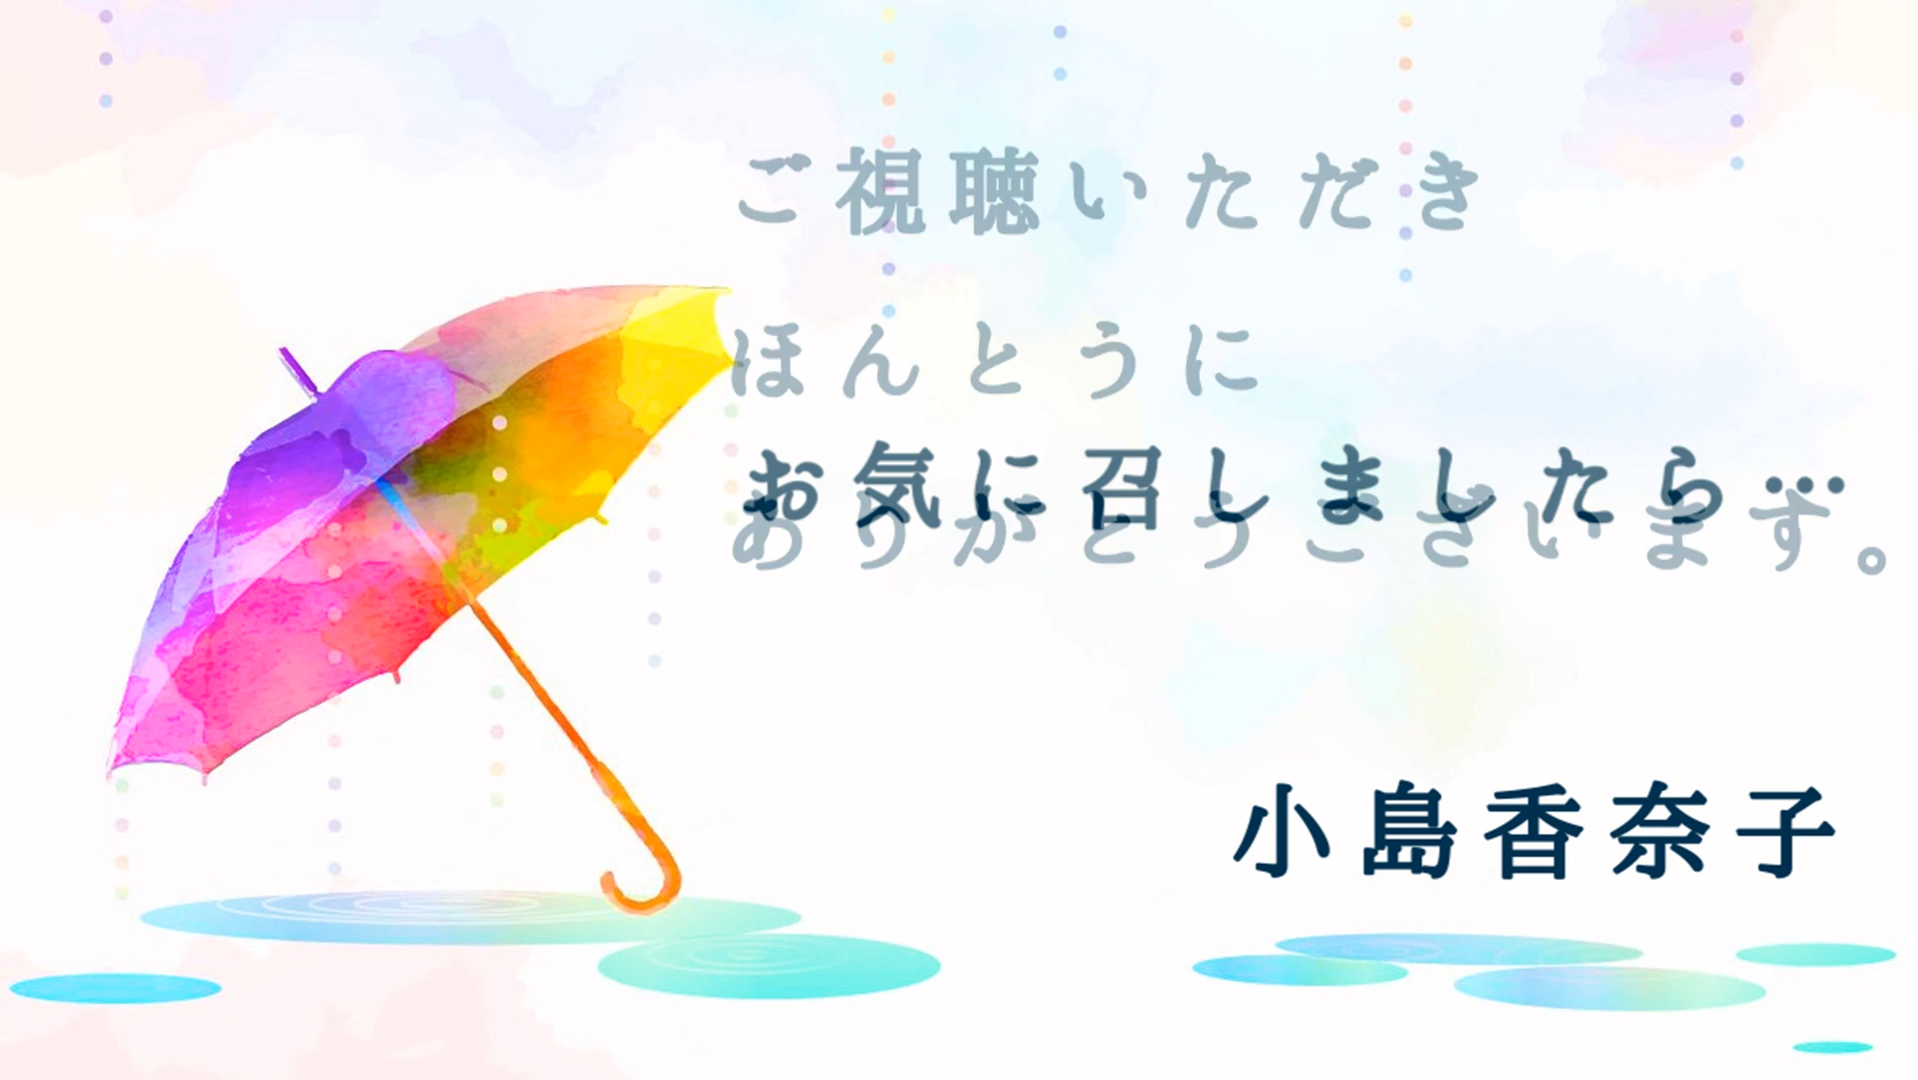 ご視聴いただき
ほんとうに
お気に召しましたら…
ありがとうございます。
小島香奈子